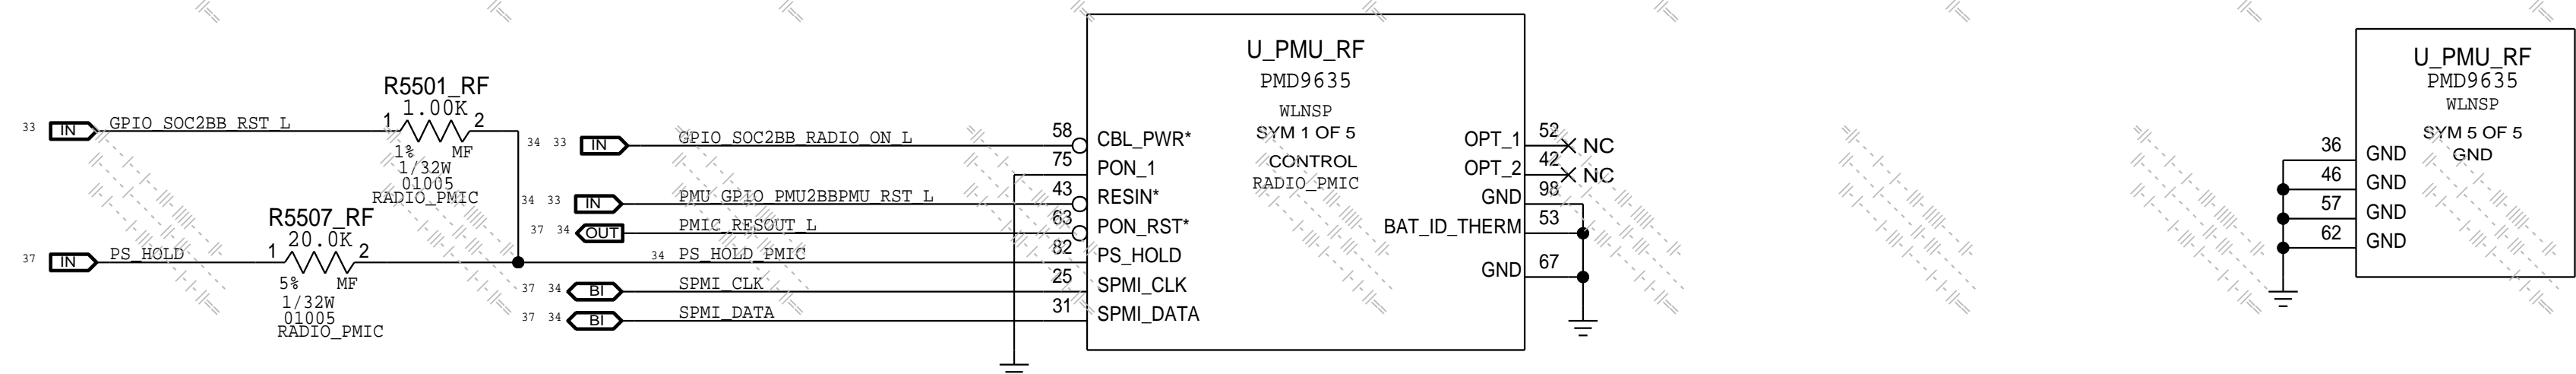 R5501_RF
1.00K
33 IN GPIO_SOC2BB_RST_L 1 2
1% MF
1/32W
01005
RADIO_PMIC
R5507_RF
20.0K
37 IN PS_HOLD 1 2
5% MF
1/32W
01005
RADIO_PMIC
34 33 IN GPIO_SOC2BB_RADIO_ON_L 58 CBL_PWR*
75 PON_1
34 33 IN PMU_GPIO_PMU2BBPMU_RST_L 43 RESIN*
37 34 OUT PMIC_RESOUT_L 63 PON_RST*
34 PS_HOLD_PMIC 82 PS_HOLD
37 34 BI SPMI_CLK 25 SPMI_CLK
37 34 BI SPMI_DATA 31 SPMI_DATA
U_PMU_RF
PMD9635
WLNSP
SYM 1 OF 5
CONTROL
RADIO_PMIC
OPT_1 52 NC
OPT_2 42 NC
GND 98
BAT_ID_THERM 53
GND 67
U_PMU_RF
PMD9635
WLNSP
SYM 5 OF 5
GND
36 GND
46 GND
57 GND
62 GND